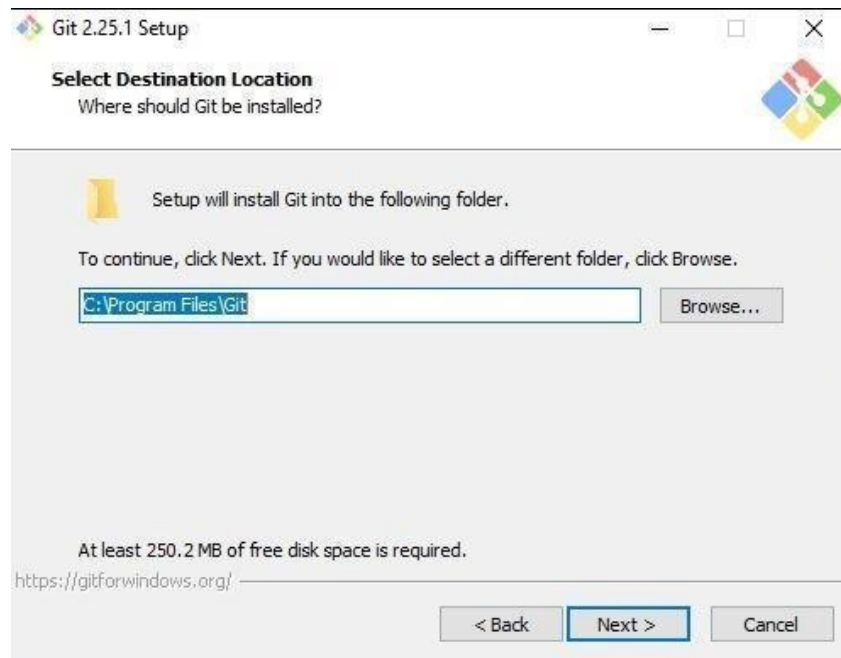 Git 2.25.1 Setup
Select Destination Location
Where should Git be installed?
Setup will install Git into the following folder.
To continue, click Next. If you would like to select a different folder, click Browse.
C:\Program Files\Git
Browse...
At least 250.2 MB of free disk space is required.
https://gitforwindows.org/
< Back
Next >
Cancel